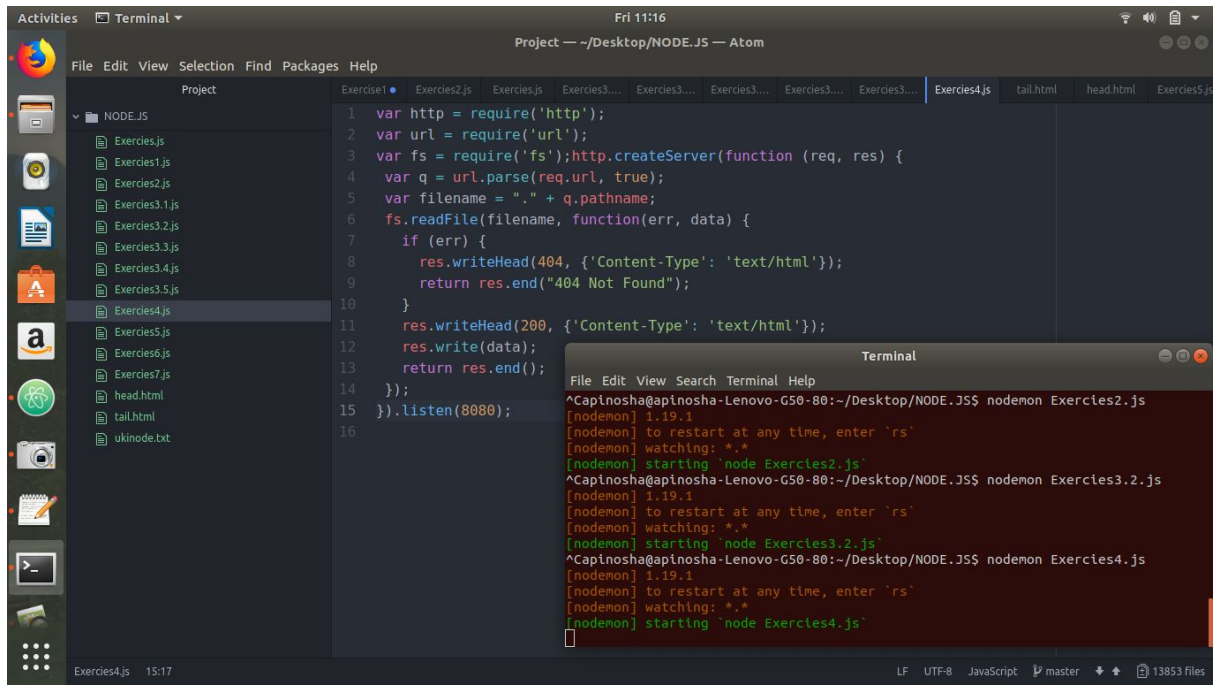 Activities Terminal Fri 11:16
Project — ~/Desktop/NODE.JS — Atom
File Edit View Selection Find Packages Help
Project
Exercise1 Exercies2.js Exercies.js Exercies3.... Exercies3.... Exercies3.... Exercies3.... Exercies3.... Exercies4.js tail.html head.html Exercies5.js
NODE.JS
Exercies.js
Exercies1.js
Exercies2.js
Exercies3.1.js
Exercies3.2.js
Exercies3.3.js
Exercies3.4.js
Exercies3.5.js
Exercies4.js
Exercies5.js
Exercies6.js
Exercies7.js
head.html
tail.html
ukinode.txt
1 var http = require('http');
2 var url = require('url');
3 var fs = require('fs');http.createServer(function (req, res) {
4 var q = url.parse(req.url, true);
5 var filename = "." + q.pathname;
6 fs.readFile(filename, function(err, data) {
7 if (err) {
8 res.writeHead(404, {'Content-Type': 'text/html'});
9 return res.end("404 Not Found");
10 }
11 res.writeHead(200, {'Content-Type': 'text/html'});
12 res.write(data);
13 return res.end();
14 });
15 }).listen(8080);
16
Terminal
File Edit View Search Terminal Help
^Capinosha@apinosha-Lenovo-G50-80:~/Desktop/NODE.JS$ nodemon Exercies2.js
[nodemon] 1.19.1
[nodemon] to restart at any time, enter `rs`
[nodemon] watching: *.*
[nodemon] starting `node Exercies2.js`
^Capinosha@apinosha-Lenovo-G50-80:~/Desktop/NODE.JS$ nodemon Exercies3.2.js
[nodemon] 1.19.1
[nodemon] to restart at any time, enter `rs`
[nodemon] watching: *.*
[nodemon] starting `node Exercies3.2.js`
^Capinosha@apinosha-Lenovo-G50-80:~/Desktop/NODE.JS$ nodemon Exercies4.js
[nodemon] 1.19.1
[nodemon] to restart at any time, enter `rs`
[nodemon] watching: *.*
[nodemon] starting `node Exercies4.js`
Exercies4.js 15:17 LF UTF-8 JavaScript master 13853 files